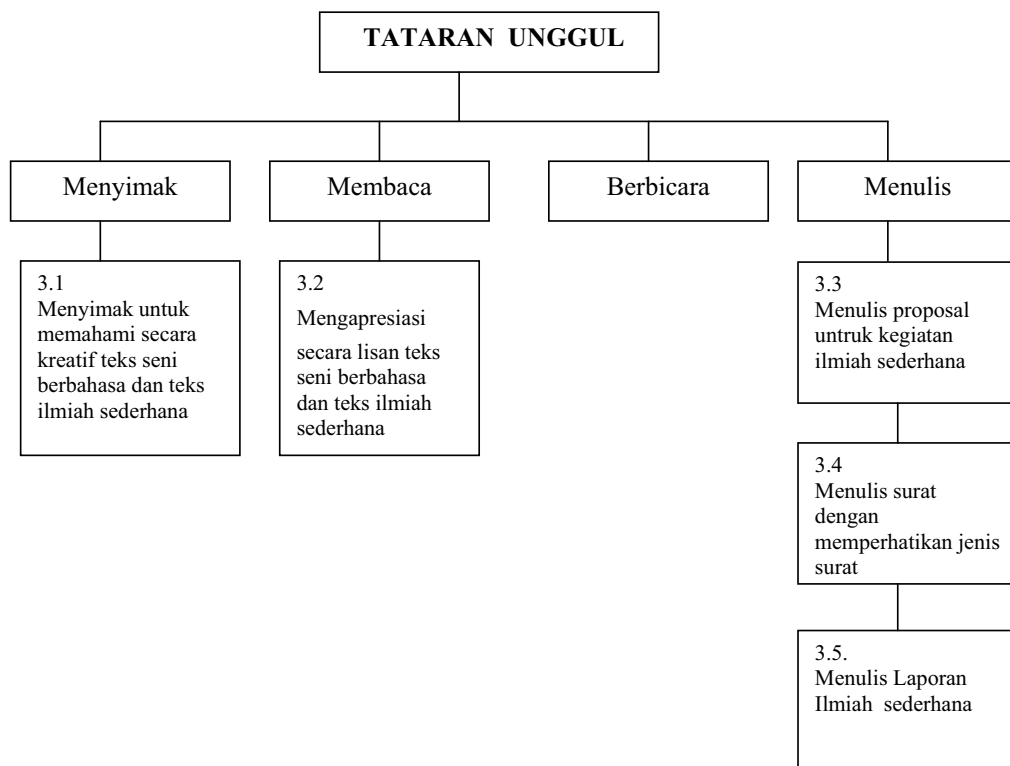 TATARAN UNGGUL
Menyimak
Membaca
Berbicara
Menulis
3.1
Menyimak untuk
memahami secara
kreatif teks seni
berbahasa dan teks
ilmiah sederhana
3.2
Mengapresiasi
secara lisan teks
seni berbahasa
dan teks ilmiah
sederhana
3.3
Menulis proposal
untruk kegiatan
ilmiah sederhana
3.4
Menulis surat
dengan
memperhatikan jenis
surat
3.5.
Menulis Laporan
Ilmiah sederhana